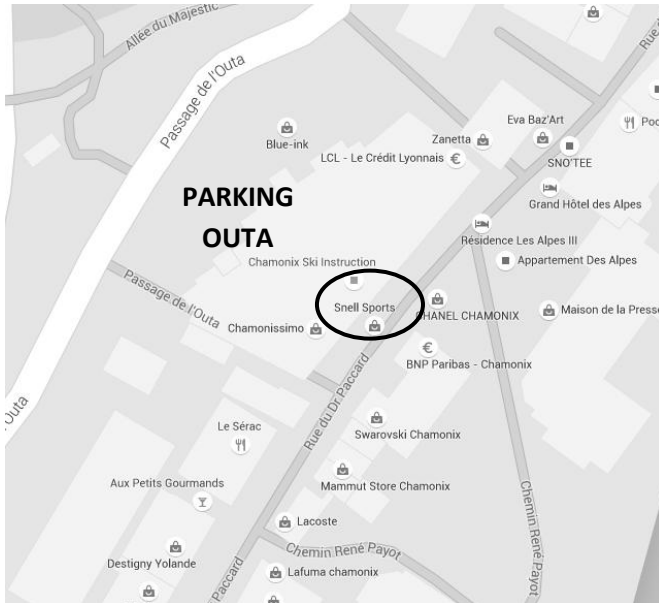 Allée du Majestic
Passage de l'Outa
Rue
Eva Baz'Art
Zanetta
Blue-ink
LCL - Le Crédit Lyonnais
SNO'TEE
PARKING
OUTA
Grand Hôtel des Alpes
Résidence Les Alpes III
Chamonix Ski Instruction
Appartement Des Alpes
Passage de l'Outa
Snell Sports
CHANEL CHAMONIX
Maison de la Presse
Chamonissimo
BNP Paribas - Chamonix
Rue du Dr Paccard
Outa
Le Sérac
Swarovski Chamonix
Aux Petits Gourmands
Mammut Store Chamonix
Lacoste
Chemin René Payot
Chemin René Payot
Destigny Yolande
Paccard
Lafuma chamonix